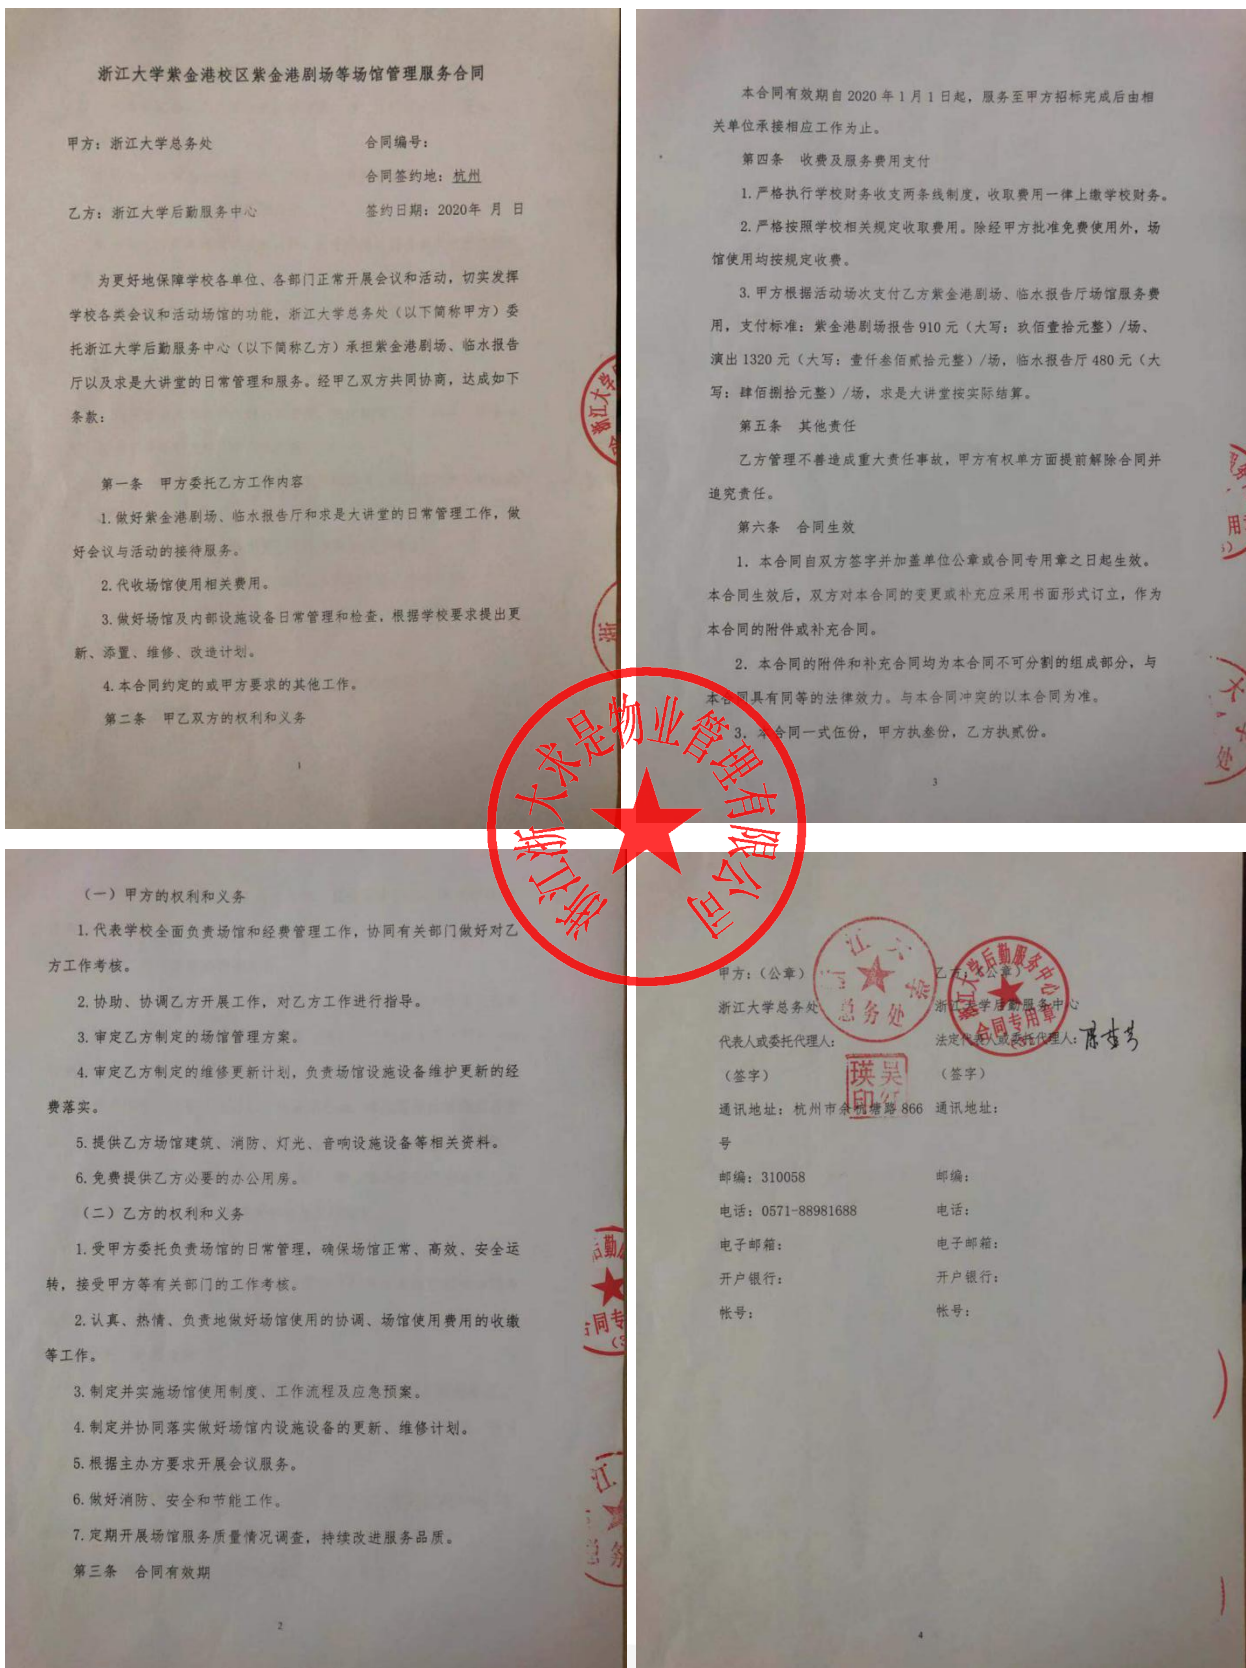 浙江大学紫金港校区紫金港剧场等场馆管理服务合同
甲方：浙江大学总务处
合同编号：
合同签约地：杭州
乙方：浙江大学后勤服务中心
签约日期：2020年 月 日
为更好地保障学校各单位、各部门正常开展会议和活动，切实发挥
学校各类会议和活动场馆的功能，浙江大学总务处（以下简称甲方）委
托浙江大学后勤服务中心（以下简称乙方）承担紫金港剧场、临水报告
厅以及求是大讲堂的日常管理和服务。经甲乙双方共同协商，达成如下
条款：
第一条 甲方委托乙方工作内容
1.做好紫金港剧场、临水报告厅和求是大讲堂的日常管理工作，做
好会议与活动的接待服务。
2.代收场馆使用相关费用。
3.做好场馆及内部设施设备日常管理和检查，根据学校要求提出更
新、添置、维修、改造计划。
4.本合同约定的或甲方要求的其他工作。
第二条 甲乙双方的权利和义务
1
（一）甲方的权利和义务
1.代表学校全面负责场馆和经费管理工作，协同有关部门做好对乙
方工作考核。
2.协助、协调乙方开展工作，对乙方工作进行指导。
3.审定乙方制定的场馆管理方案。
4.审定乙方制定的维修更新计划，负责场馆设施设备维护更新的经
费落实。
5.提供乙方场馆建筑、消防、灯光、音响设施设备等相关资料。
6.免费提供乙方必要的办公用房。
（二）乙方的权利和义务
1.受甲方委托负责场馆的日常管理，确保场馆正常、高效、安全运
转，接受甲方等有关部门的工作考核。
2.认真、热情、负责地做好场馆使用的协调、场馆使用费用的收缴
等工作。
3.制定并实施场馆使用制度、工作流程及应急预案。
4.制定并协同落实做好场馆内设施设备的更新、维修计划。
5.根据主办方要求开展会议服务。
6.做好消防、安全和节能工作。
7.定期开展场馆服务质量情况调查，持续改进服务品质。
第三条 合同有效期
2
本合同有效期自2020年1月1日起，服务至甲方招标完成后由相
关单位承接相应工作为止。
第四条 收费及服务费用支付
1.严格执行学校财务收支两条线制度，收取费用一律上缴学校财务。
2.严格按照学校相关规定收取费用。除经甲方批准免费使用外，场
馆使用均按规定收费。
3.甲方根据活动场次支付乙方紫金港剧场、临水报告厅场馆服务费
用，支付标准：紫金港剧场报告910元（大写：玖佰壹拾元整）/场、
演出1320元（大写：壹仟叁佰贰拾元整）/场，临水报告厅480元（大
写：肆佰捌拾元整）/场，求是大讲堂按实际结算。
第五条 其他责任
乙方管理不善造成重大责任事故，甲方有权单方面提前解除合同并
追究责任。
第六条 合同生效
1. 本合同自双方签字并加盖单位公章或合同专用章之日起生效。
本合同生效后，双方对本合同的变更或补充应采用书面形式订立，作为
本合同的附件或补充合同。
2. 本合同的附件和补充合同均为本合同不可分割的组成部分，与
本合同具有同等的法律效力。与本合同冲突的以本合同为准。
3. 本合同一式伍份，甲方执叁份，乙方执贰份。
3
浙江浙大求是物业管理有限公司
甲方：（公章）
浙江大学总务处
代表人或委托代理人：
（签字）
通讯地址：杭州市余杭塘路866
号
邮编：310058
电话：0571-88981688
电子邮箱：
开户银行：
帐号：
乙方：（公章）
浙江大学后勤服务中心
法定代表人或委托代理人：
（签字）
通讯地址：
邮编：
电话：
电子邮箱：
开户银行：
帐号：
江大学
总务处
浙江大学后勤服务中心
合同专用章
4